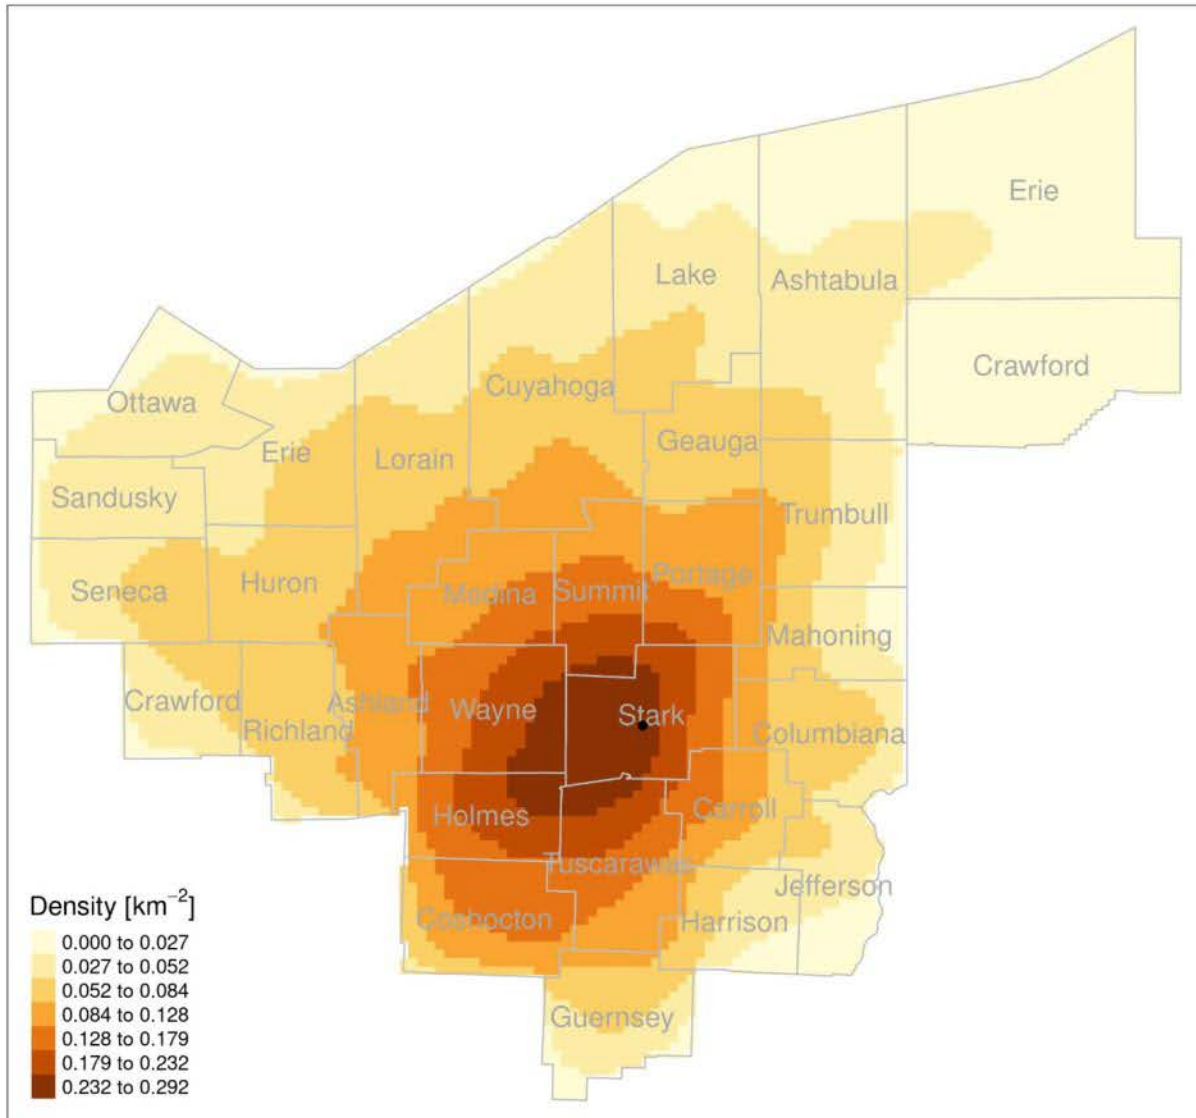 Erie
Lake
Ashtabula
Crawford
Cuyahoga
Ottawa
Geauga
Erie
Lorain
Sandusky
Trumbull
Seneca
Huron
Medina
Summit
Portage
Mahoning
Crawford
Ashland
Wayne
Stark
Richland
Columbiana
Holmes
Carroll
Tuscarawas
Jefferson
Coshocton
Harrison
Guernsey
Density [km⁻²]
0.000 to 0.027
0.027 to 0.052
0.052 to 0.084
0.084 to 0.128
0.128 to 0.179
0.179 to 0.232
0.232 to 0.292